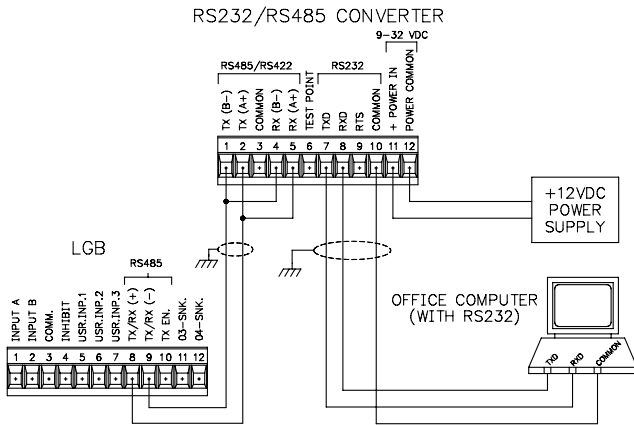 RS232/RS485 CONVERTER
9-32 VDC
RS485/RS422
RS232
TX (B-)
TX (A+)
COMMON
RX (B-)
RX (A+)
TEST POINT
TXD
RXD
RTS
COMMON
+ POWER IN
POWER COMMON
1 2 3 4 5 6 7 8 9 10 11 12
+12VDC
POWER
SUPPLY
LGB
RS485
INPUT A
INPUT B
COMM.
INHIBIT
USR.INP.1
USR.INP.2
USR.INP.3
TX/RX (+)
TX/RX (-)
TX EN.
O3-SNK.
O4-SNK.
1 2 3 4 5 6 7 8 9 10 11 12
OFFICE COMPUTER
(WITH RS232)
TXD
RXD
COMMON